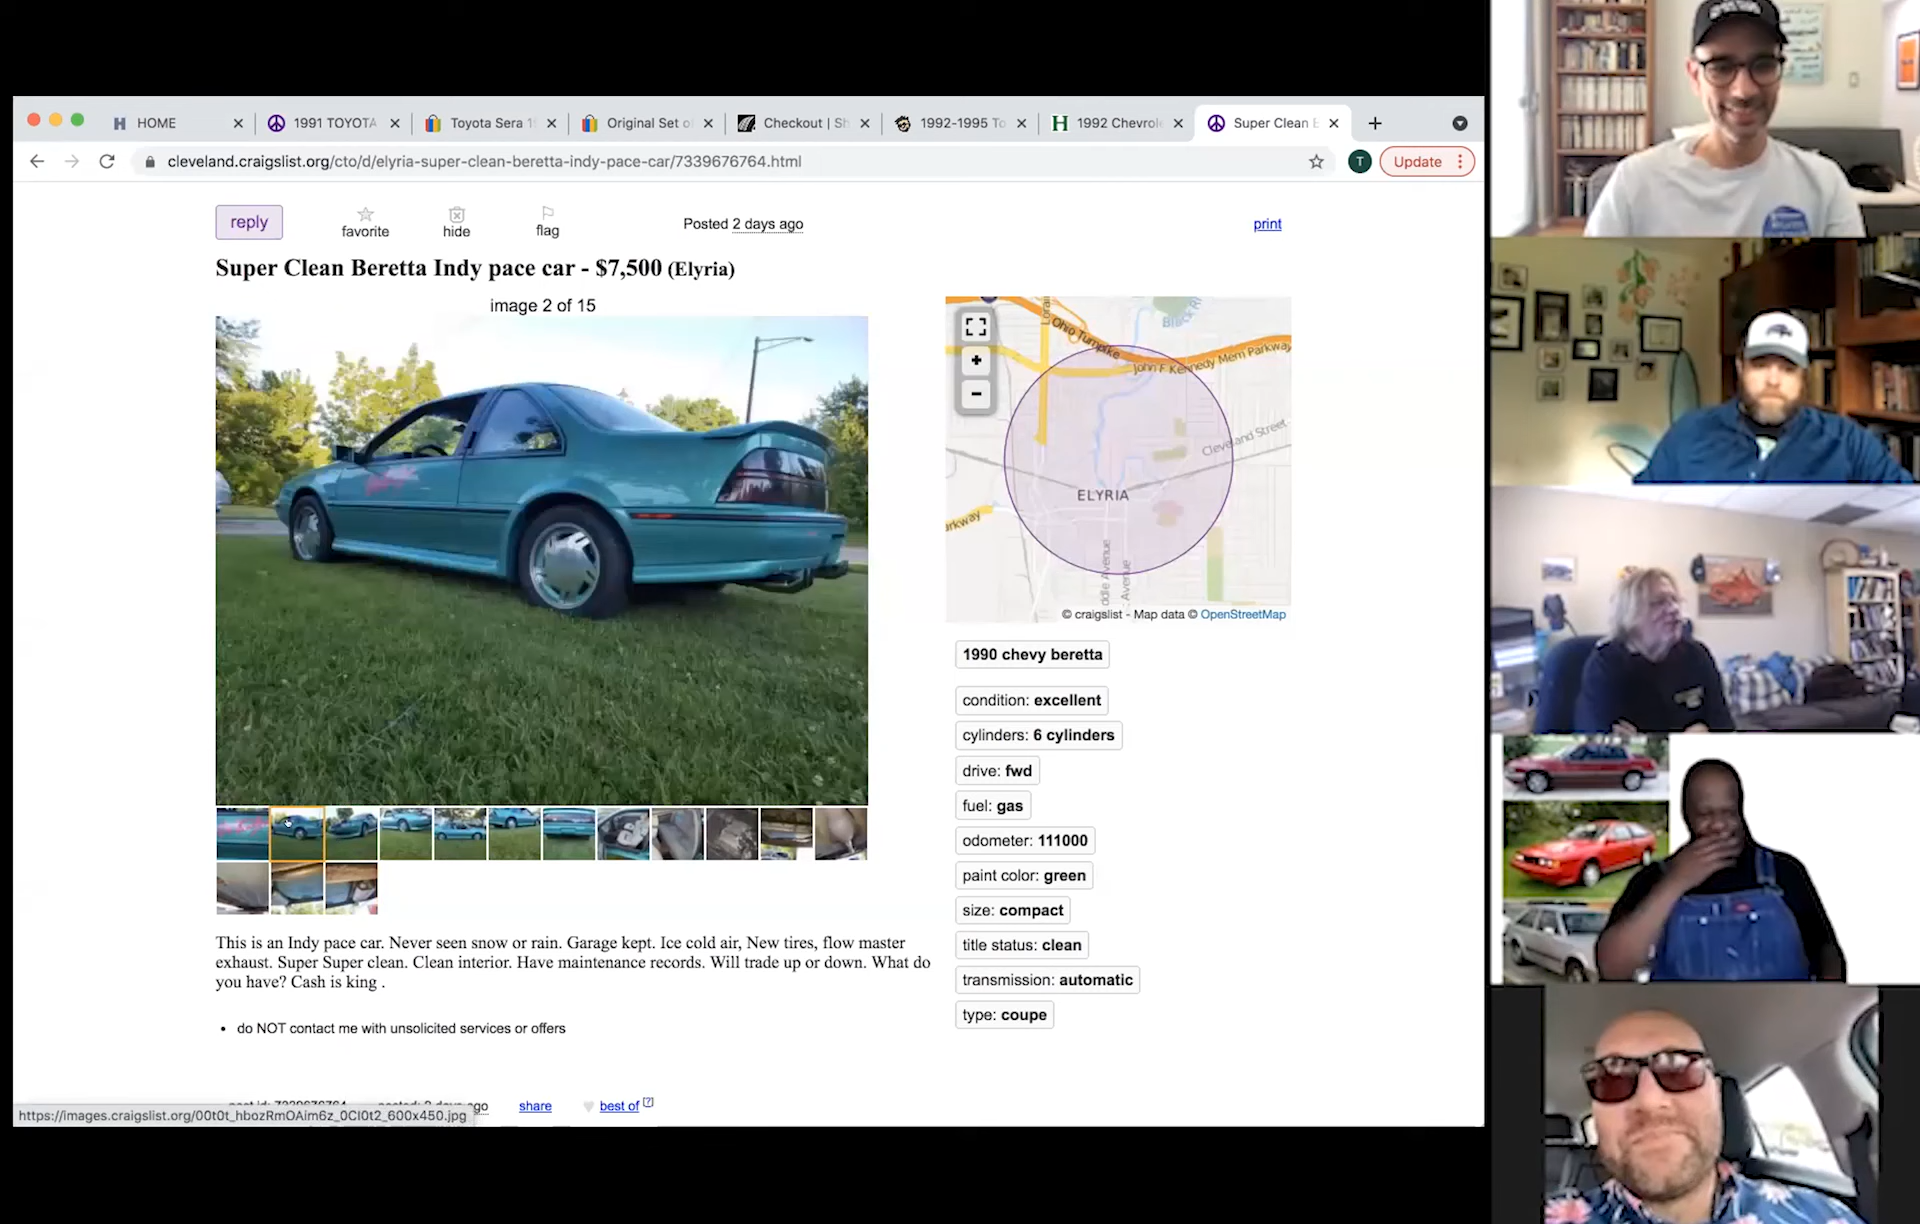 HOME
1991 TOYOTA
Toyota Sera 1
Original Set o
Checkout | Sh
1992-1995 To
1992 Chevrole
Super Clean B
cleveland.craigslist.org/cto/d/elyria-super-clean-beretta-indy-pace-car/7339676764.html
T
Update
reply
favorite
hide
flag
Posted 2 days ago
print
Super Clean Beretta Indy pace car - $7,500 (Elyria)
image 2 of 15
Ohio Turnpike
John F Kennedy Mem Parkway
Cleveland Street
ELYRIA
arkway
ddle Avenue
Avenue
© craigslist - Map data © OpenStreetMap
1990 chevy beretta
condition: excellent
cylinders: 6 cylinders
drive: fwd
fuel: gas
odometer: 111000
paint color: green
size: compact
title status: clean
transmission: automatic
type: coupe
This is an Indy pace car. Never seen snow or rain. Garage kept. Ice cold air, New tires, flow master
exhaust. Super Super clean. Clean interior. Have maintenance records. Will trade up or down. What do
you have? Cash is king .
do NOT contact me with unsolicited services or offers
share
best of [?]
https://images.craigslist.org/00t0t_hbozRmOAim6z_0CI0t2_600x450.jpg